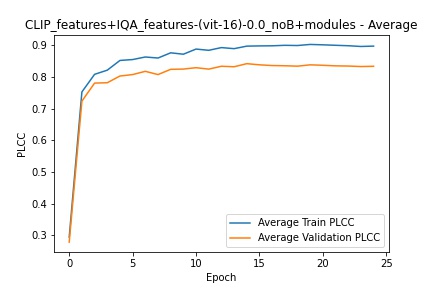 CLIP_features+IQA_features-(vit-16)-0.0_noB+modules - Average
0.9
0.8
0.7
0.6
0.5
0.4
0.3
PLCC
Average Train PLCC
Average Validation PLCC
0 5 10 15 20 25
Epoch